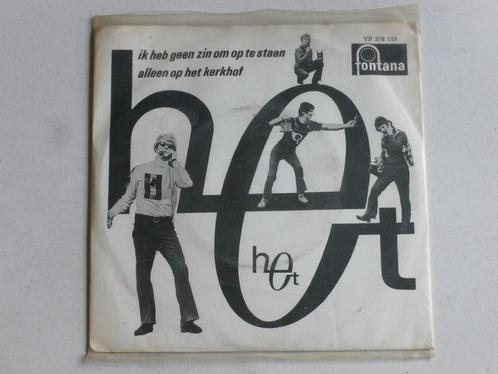 ik heb geen zin om op te staan
alleen op het kerkhof
YF 278 115
fontana
het
H
het